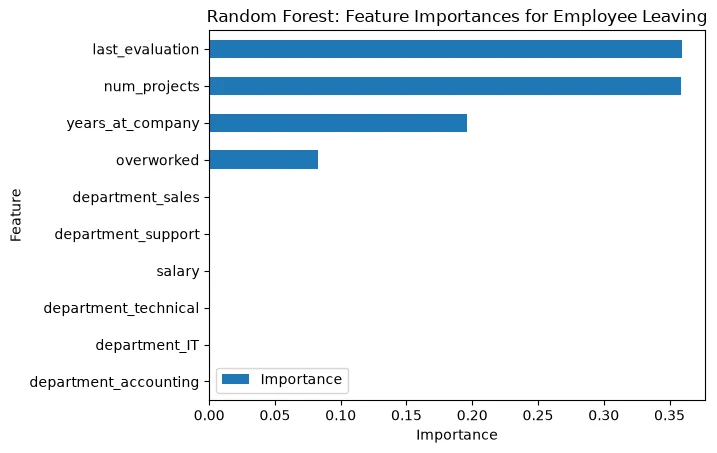 Random Forest: Feature Importances for Employee Leaving
last_evaluation
num_projects
years_at_company
overworked
department_sales
department_support
salary
department_technical
department_IT
department_accounting
Feature
Importance
0.00 0.05 0.10 0.15 0.20 0.25 0.30 0.35
Importance